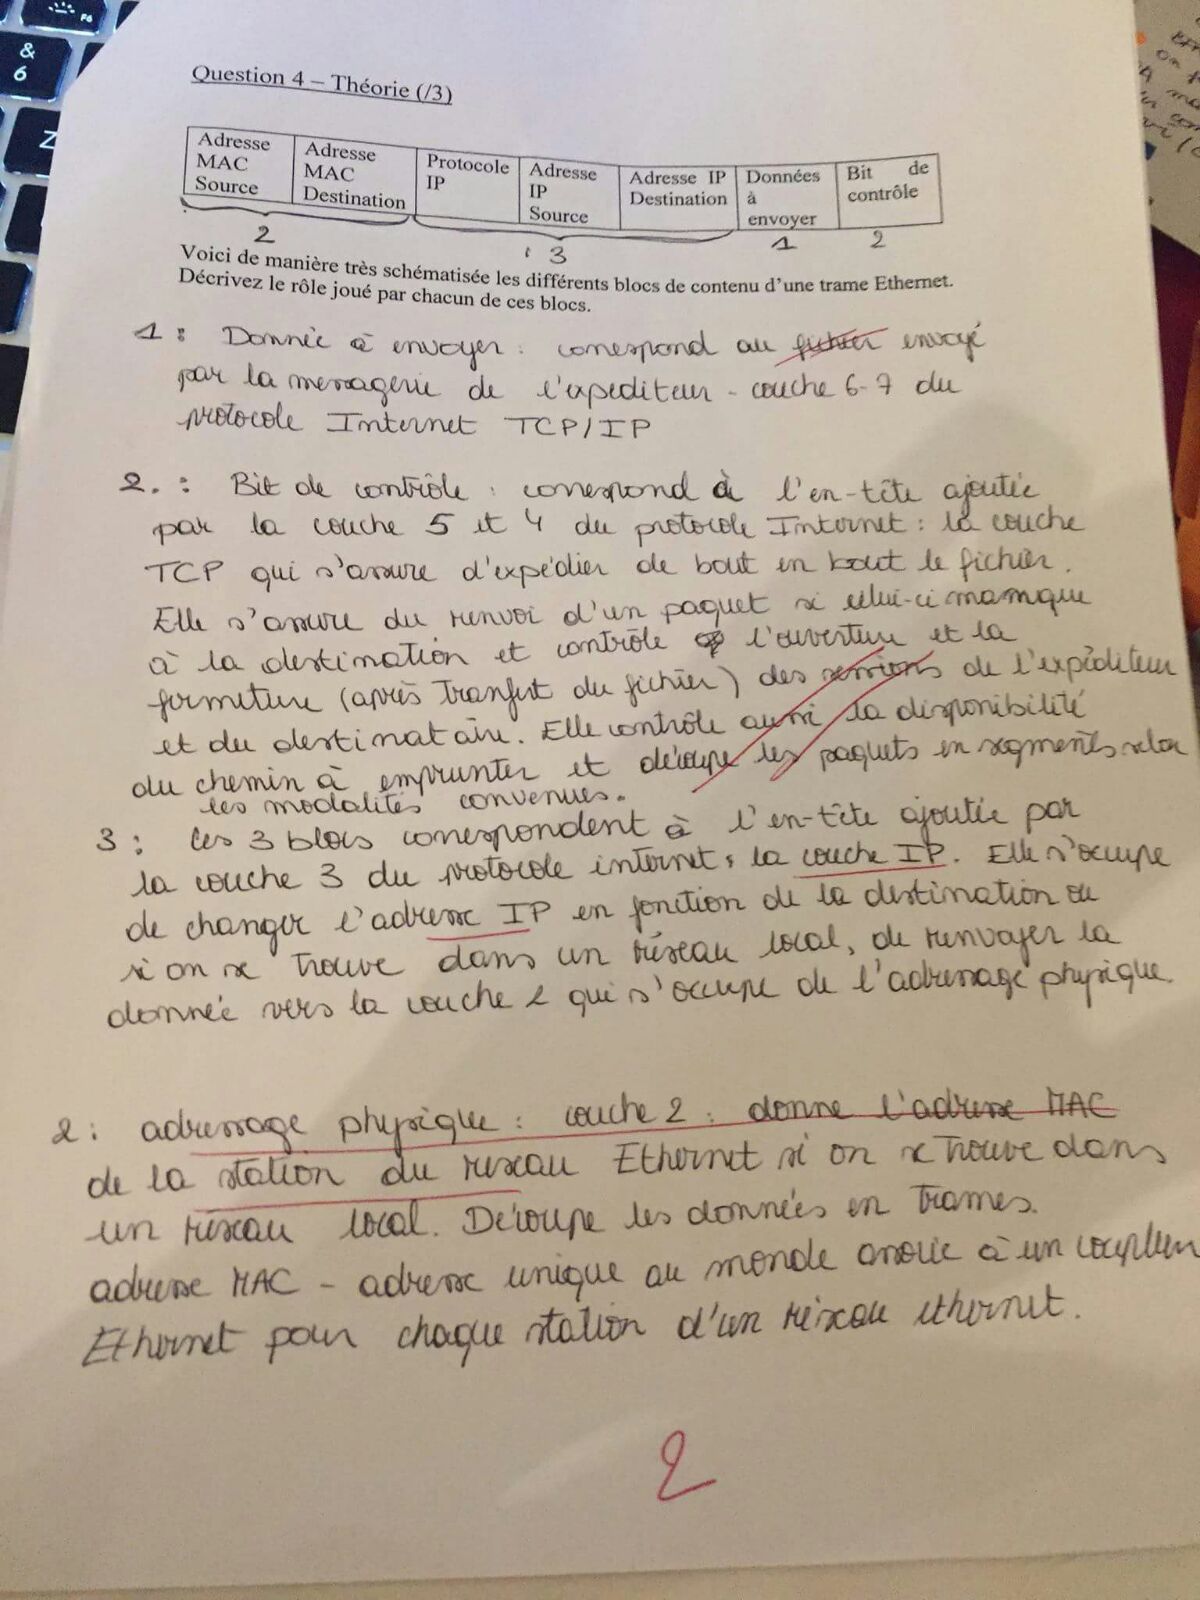 F6
&
6
Z
Question 4 – Théorie (/3)
Adresse MAC Source
Adresse MAC Destination
Protocole IP
Adresse IP Source
Adresse IP Destination
Données à envoyer
Bit de contrôle
2
3
1
2
Voici de manière très schématisée les différents blocs de contenu d'une trame Ethernet.
Décrivez le rôle joué par chacun de ces blocs.
1 : Donnée à envoyer : correspond au fichier envoyé
par la messagerie de l'expediteur - couche 6-7 du
protocole Internet TCP/IP
2. : Bit de contrôle : correspond à l'en-tête ajoutée
par la couche 5 et 4 du protocole Internet : la couche
TCP qui s'assure d'expédier de bout en bout le fichier.
Elle s'assure du renvoi d'un paquet si celui-ci manque
à la destination et contrôle l'ouverture et la
fermeture (après Tranfert du fichier) des sessions de l'expéditeur
et du destinataire. Elle contrôle aussi la disponibilité
du chemin à emprunter et découpe les paquets en segments selon
les modalités convenues.
3 : Ces 3 blocs correspondent à l'en-tête ajoutée par
la couche 3 du protocole internet : la couche IP. Elle s'occupe
de changer l'adresse IP en fonction de la destination ou
si on se trouve dans un réseau local, de renvoyer la
donnée vers la couche 2 qui s'occupe de l'adressage physique.
2 : adressage physique : couche 2 : donne l'adresse MAC
de la station du reseau Ethernet si on se trouve dans
un réseau local. Découpe les données en trames.
adresse MAC - adresse unique au monde associé à un coupleur
Ethernet pour chaque station d'un réseau ethernet.
2